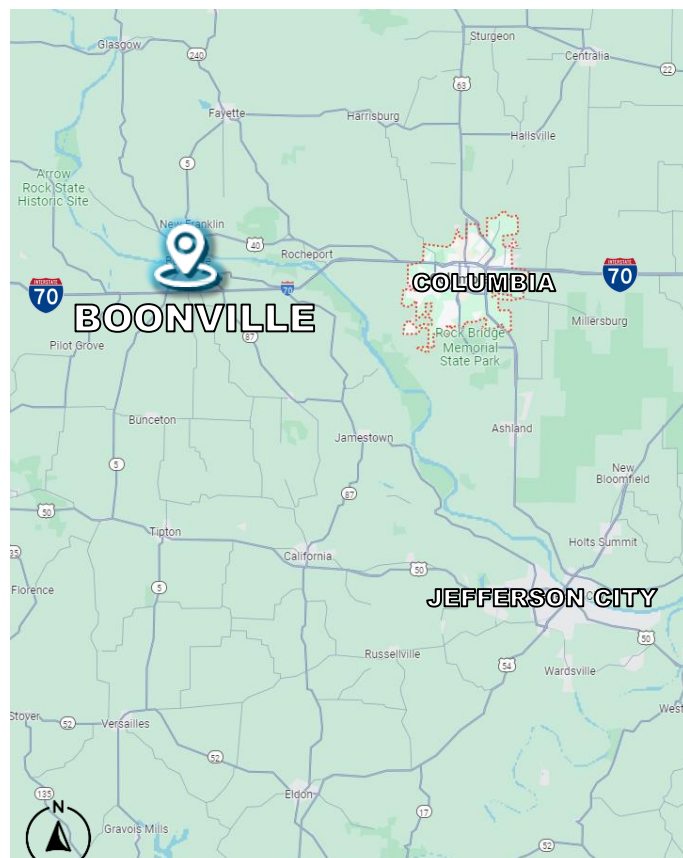 Glasgow
Sturgeon
240
Centralia
22
63
Fayette
Harrisburg
Hallsville
5
Arrow
Rock State
Historic Site
New Franklin
40
Rocheport
INTERSTATE
70
70
COLUMBIA
INTERSTATE
70
BOONVILLE
Millersburg
Pilot Grove
87
Rock Bridge
Memorial
State Park
Bunceton
Jamestown
Ashland
5
New
Bloomfield
87
50
Tipton
California
Holts Summit
35
50
Florence
5
JEFFERSON CITY
50
Russellville
54
Wardsville
Stover
52
Versailles
West
52
135
Eldon
17
N
Gravois Mills
52